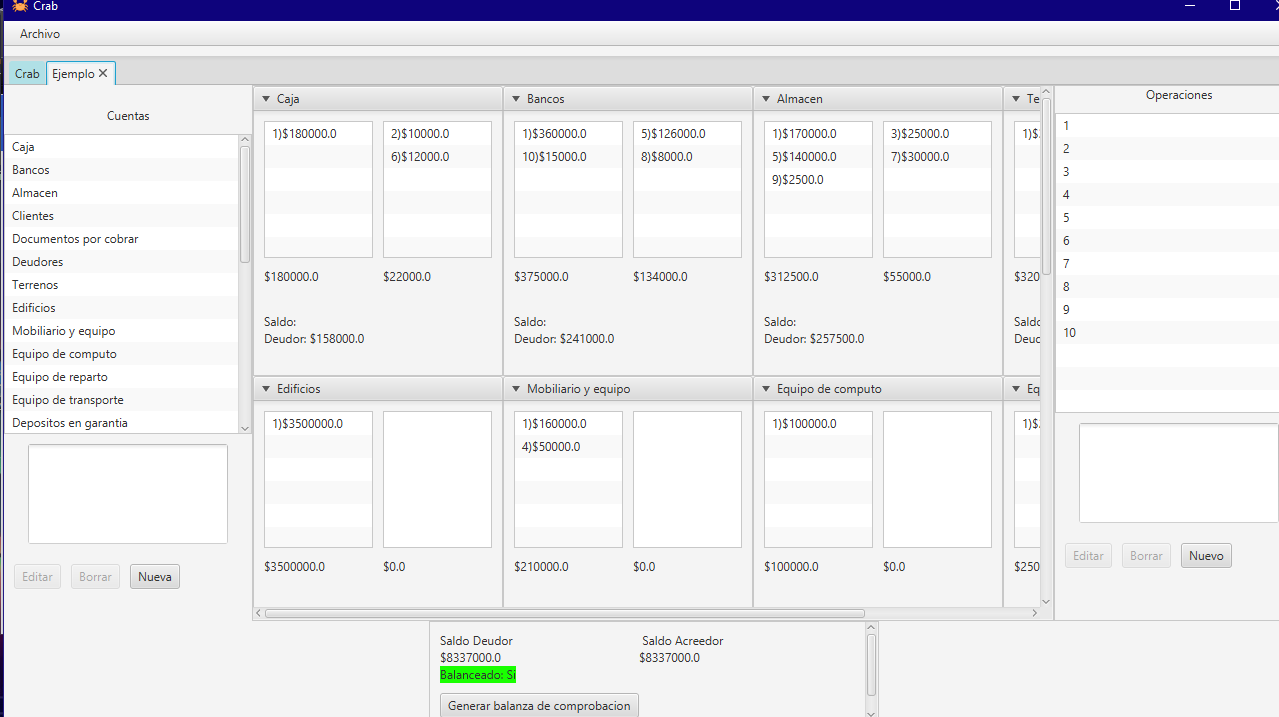 Crab
Archivo
Crab
Ejemplo
Cuentas
Caja
Bancos
Almacen
Clientes
Documentos por cobrar
Deudores
Terrenos
Edificios
Mobiliario y equipo
Equipo de computo
Equipo de reparto
Equipo de transporte
Depositos en garantia
Editar
Borrar
Nueva
Caja
1)$180000.0
2)$10000.0
6)$12000.0
$180000.0
$22000.0
Saldo:
Deudor: $158000.0
Bancos
1)$360000.0
10)$15000.0
5)$126000.0
8)$8000.0
$375000.0
$134000.0
Saldo:
Deudor: $241000.0
Almacen
1)$170000.0
5)$140000.0
9)$2500.0
3)$25000.0
7)$30000.0
$312500.0
$55000.0
Saldo:
Deudor: $257500.0
Te
1)$
$320
Saldo
Deud
Edificios
1)$3500000.0
$3500000.0
$0.0
Mobiliario y equipo
1)$160000.0
4)$50000.0
$210000.0
$0.0
Equipo de computo
1)$100000.0
$100000.0
$0.0
Eq
1)$
$250
Operaciones
1
2
3
4
5
6
7
8
9
10
Editar
Borrar
Nuevo
Saldo Deudor
$8337000.0
Saldo Acreedor
$8337000.0
Balanceado: Si
Generar balanza de comprobacion